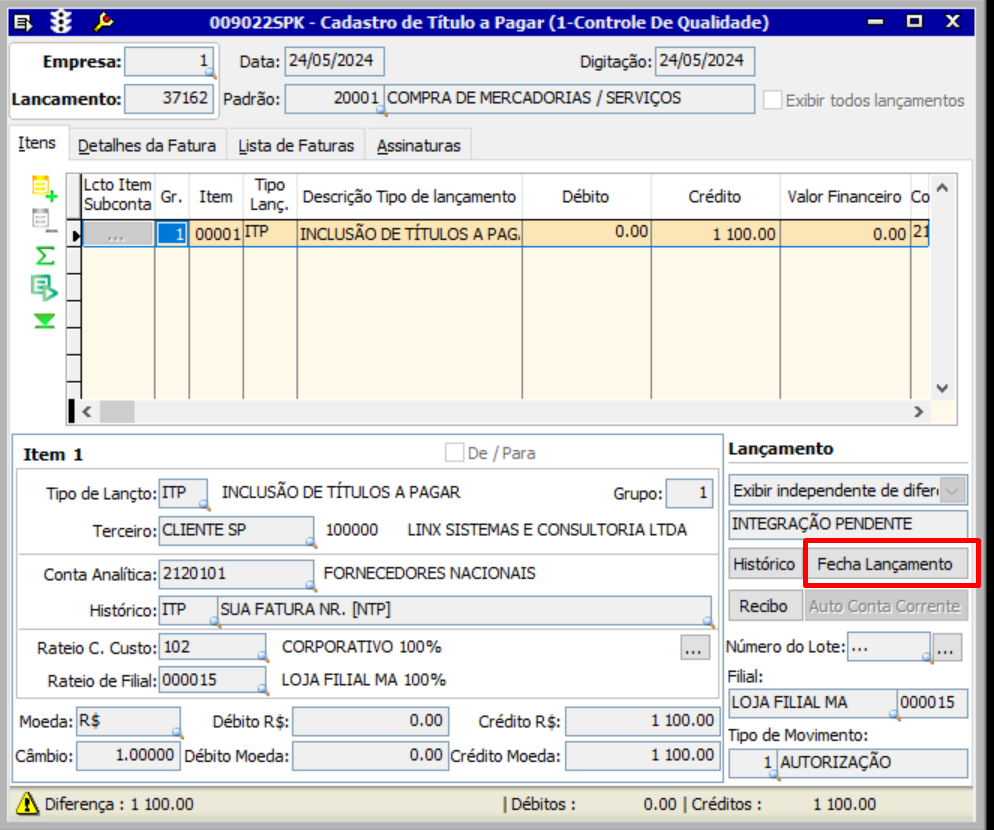 009022SPK - Cadastro de Título a Pagar (1-Controle De Qualidade)
Empresa: 1 Data: 24/05/2024 Digitação: 24/05/2024
Lancamento: 37162 Padrão: 20001 COMPRA DE MERCADORIAS / SERVIÇOS Exibir todos lançamentos
Itens Detalhes da Fatura Lista de Faturas Assinaturas
Lcto Item Subconta Gr. Item Tipo Lanç. Descrição Tipo de lançamento Débito Crédito Valor Financeiro Co
... 1 00001 ITP INCLUSÃO DE TÍTULOS A PAG. 0.00 1 100.00 0.00 21
Item 1 De / Para
Tipo de Lançto: ITP INCLUSÃO DE TÍTULOS A PAGAR Grupo: 1
Terceiro: CLIENTE SP 100000 LINX SISTEMAS E CONSULTORIA LTDA
Conta Analítica: 2120101 FORNECEDORES NACIONAIS
Histórico: ITP SUA FATURA NR. [NTP]
Rateio C. Custo: 102 CORPORATIVO 100% ...
Rateio de Filial: 000015 LOJA FILIAL MA 100%
Moeda: R$ Débito R$: 0.00 Crédito R$: 1 100.00
Câmbio: 1.00000 Débito Moeda: 0.00 Crédito Moeda: 1 100.00
Lançamento
Exibir independente de difer
INTEGRAÇÃO PENDENTE
Histórico Fecha Lançamento
Recibo Auto Conta Corrente
Número do Lote: ... ...
Filial:
LOJA FILIAL MA 000015
Tipo de Movimento:
1 AUTORIZAÇÃO
Diferença : 1 100.00 | Débitos : 0.00 | Créditos : 1 100.00